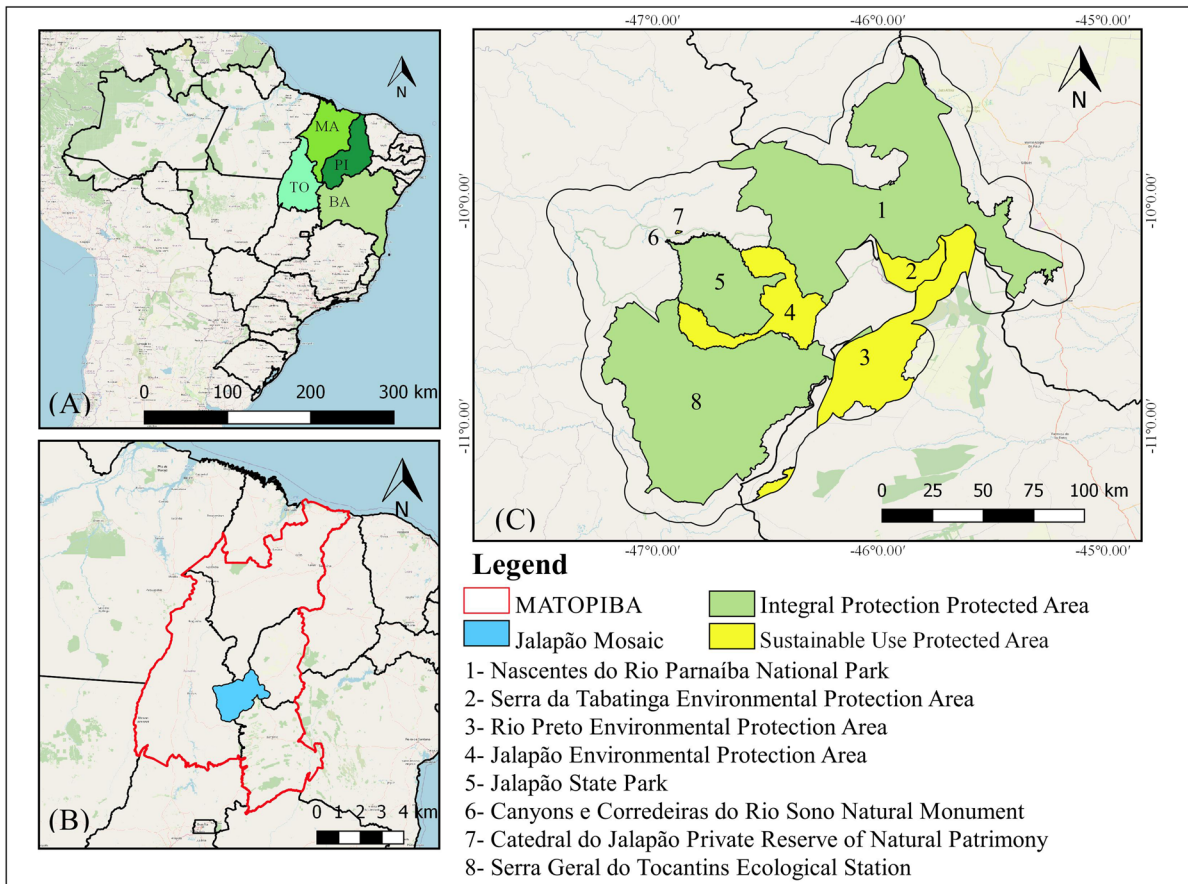 MA
PI
TO
BA
N
0 100 200 300 km
(A)
N
0 1 2 3 4 km
(B)
-47°0.00' -46°0.00' -45°0.00'
-10°0.00'
-11°0.00'
-10°0.00'
-11°0.00'
N
1
2
3
4
5
6
7
8
0 25 50 75 100 km
(C)
-47°0.00' -46°0.00' -45°0.00'
Legend
MATOPIBA
Integral Protection Protected Area
Jalapão Mosaic
Sustainable Use Protected Area
1- Nascentes do Rio Parnaíba National Park
2- Serra da Tabatinga Environmental Protection Area
3- Rio Preto Environmental Protection Area
4- Jalapão Environmental Protection Area
5- Jalapão State Park
6- Canyons e Corredeiras do Rio Sono Natural Monument
7- Catedral do Jalapão Private Reserve of Natural Patrimony
8- Serra Geral do Tocantins Ecological Station